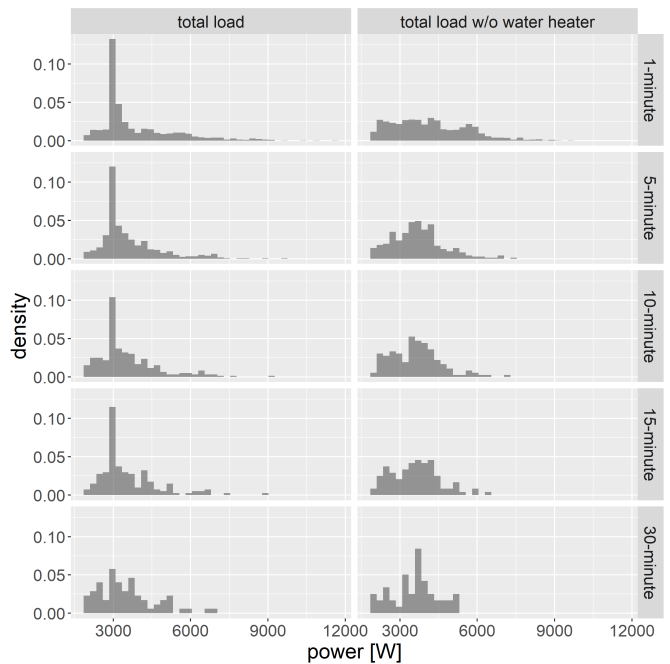 total load
total load w/o water heater
0.10
0.05
0.00
1-minute
0.10
0.05
0.00
5-minute
0.10
0.05
0.00
10-minute
0.10
0.05
0.00
15-minute
0.10
0.05
0.00
30-minute
density
3000 6000 9000 12000 3000 6000 9000 12000
power [W]